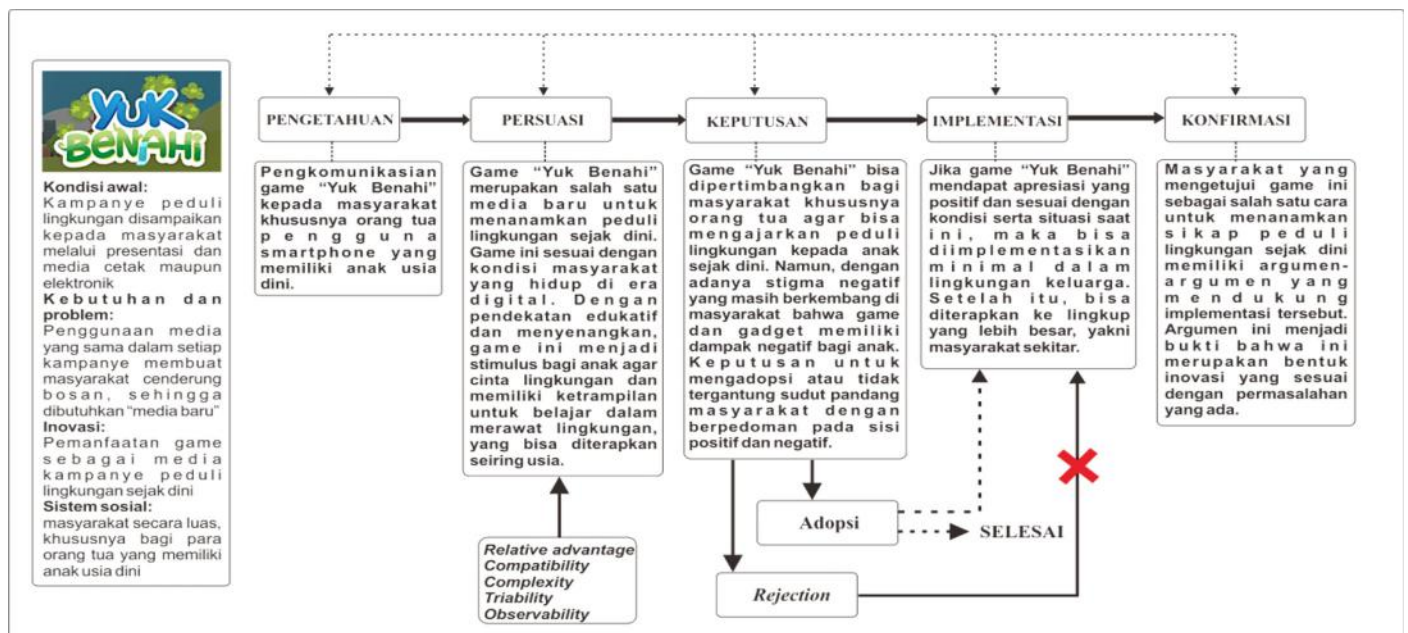 YUK
BENAHI
Kondisi awal:
Kampanye peduli
lingkungan disampaikan
kepada masyarakat
melalui presentasi dan
media cetak maupun
elektronik
Kebutuhan dan
problem:
Penggunaan media
yang sama dalam setiap
kampanye membuat
masyarakat cenderung
bosan, sehingga
dibutuhkan “media baru”
Inovasi:
Pemanfaatan game
sebagai media
kampanye peduli
lingkungan sejak dini
Sistem sosial:
masyarakat secara luas,
khususnya bagi para
orang tua yang memiliki
anak usia dini
PENGETAHUAN
Pengkomunikasian
game “Yuk Benahi”
kepada masyarakat
khususnya orang tua
pengguna
smartphone yang
memiliki anak usia
dini.
PERSUASI
Game “Yuk Benahi”
merupakan salah satu
media baru untuk
menanamkan peduli
lingkungan sejak dini.
Game ini sesuai dengan
kondisi masyarakat
yang hidup di era
digital. Dengan
pendekatan edukatif
dan menyenangkan,
game ini menjadi
stimulus bagi anak agar
cinta lingkungan dan
memiliki ketrampilan
untuk belajar dalam
merawat lingkungan,
yang bisa diterapkan
seiring usia.
Relative advantage
Compatibility
Complexity
Triability
Observability
KEPUTUSAN
Game “Yuk Benahi” bisa
dipertimbangkan bagi
masyarakat khususnya
orang tua agar bisa
mengajarkan peduli
lingkungan kepada anak
sejak dini. Namun, dengan
adanya stigma negatif
yang masih berkembang di
masyarakat bahwa game
dan gadget memiliki
dampak negatif bagi anak.
Keputusan untuk
mengadopsi atau tidak
tergantung sudut pandang
masyarakat dengan
berpedoman pada sisi
positif dan negatif.
Adopsi
SELESAI
Rejection
IMPLEMENTASI
Jika game “Yuk Benahi”
mendapat apresiasi yang
positif dan sesuai dengan
kondisi serta situasi saat
ini, maka bisa
diimplementasikan
minimal dalam
lingkungan keluarga.
Setelah itu, bisa
diterapkan ke lingkup
yang lebih besar, yakni
masyarakat sekitar.
KONFIRMASI
Masyarakat yang
mengetujui game ini
sebagai salah satu cara
untuk menanamkan
sikap peduli
lingkungan sejak dini
memiliki argumen-
argumen yang
mendukung
implementasi tersebut.
Argumen ini menjadi
bukti bahwa ini
merupakan bentuk
inovasi yang sesuai
dengan permasalahan
yang ada.